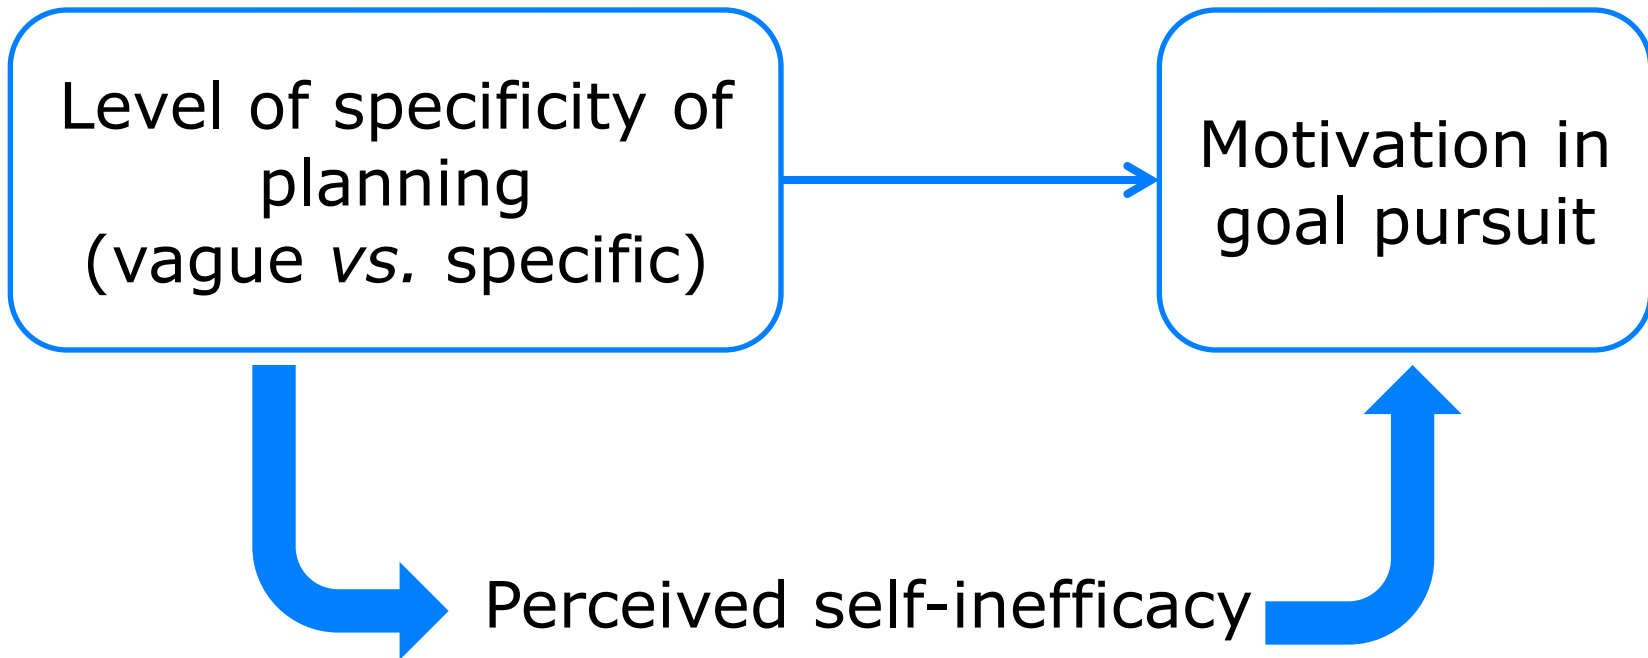 Level of specificity of
planning
(vague vs. specific)
Motivation in
goal pursuit
Perceived self-inefficacy